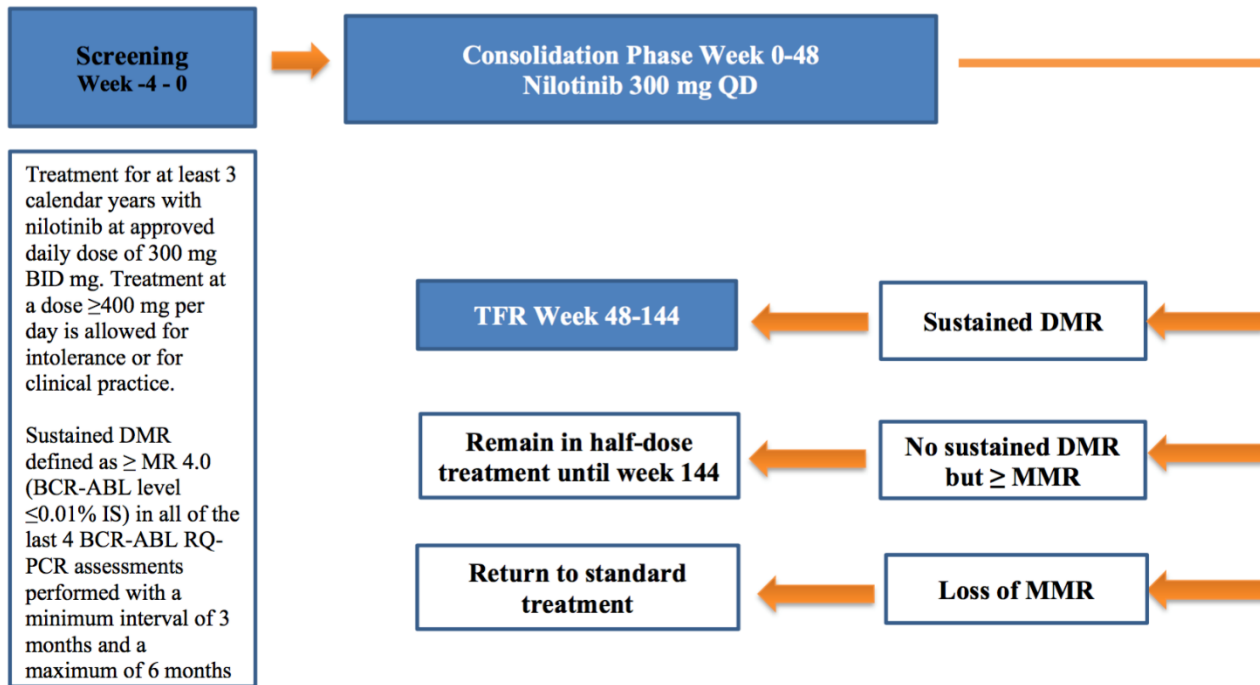 Screening
Week -4 - 0
Consolidation Phase Week 0-48
Nilotinib 300 mg QD
Treatment for at least 3
calendar years with
nilotinib at approved
daily dose of 300 mg
BID mg. Treatment at
a dose ≥400 mg per
day is allowed for
intolerance or for
clinical practice.
Sustained DMR
defined as ≥ MR 4.0
(BCR-ABL level
≤0.01% IS) in all of the
last 4 BCR-ABL RQ-
PCR assessments
performed with a
minimum interval of 3
months and a
maximum of 6 months
TFR Week 48-144
Sustained DMR
Remain in half-dose
treatment until week 144
No sustained DMR
but ≥ MMR
Return to standard
treatment
Loss of MMR